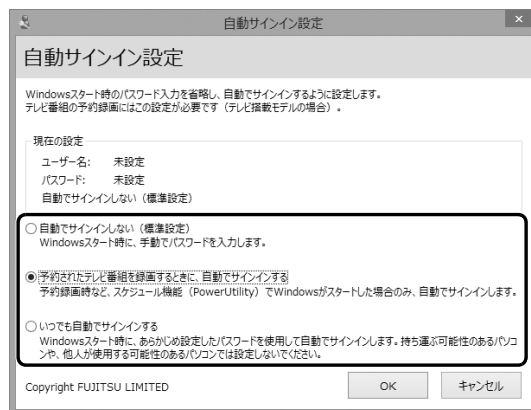 自動サインイン設定
×
自動サインイン設定
Windowsスタート時のパスワード入力を省略し、自動でサインインするように設定します。
テレビ番組の予約録画にはこの設定が必要です（テレビ搭載モデルの場合）。
現在の設定
ユーザー名: 未設定
パスワード: 未設定
自動でサインインしない（標準設定）
自動でサインインしない（標準設定）
Windowsスタート時に、手動でパスワードを入力します。
予約されたテレビ番組を録画するときに、自動でサインインする
予約録画時など、スケジュール機能（PowerUtility）でWindowsがスタートした場合のみ、自動でサインインします。
いつでも自動でサインインする
Windowsスタート時に、あらかじめ設定したパスワードを使用して自動でサインインします。持ち運ぶ可能性のあるパソコ
ンや、他人が使用する可能性のあるパソコンでは設定しないでください。
Copyright FUJITSU LIMITED
OK
キャンセル